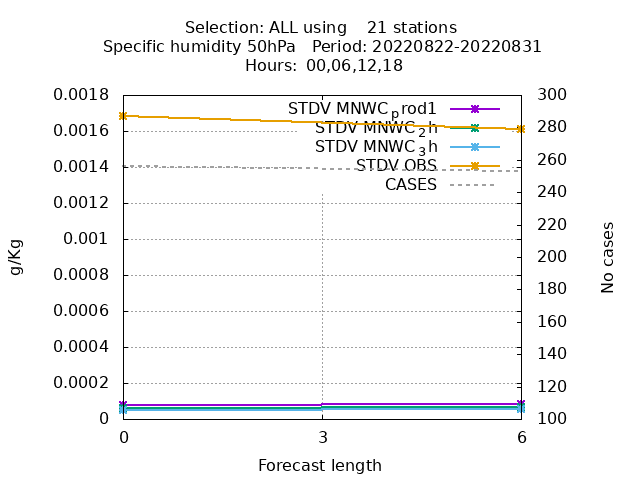 Selection: ALL using    21 stations
Specific humidity 50hPa   Period: 20220822-20220831
Hours:  00,06,12,18
0.0018
0.0016
0.0014
0.0012
0.001
0.0008
0.0006
0.0004
0.0002
0
g/Kg
STDV MNWC_prod1
STDV MNWC_2h
STDV MNWC_3h
STDV OBS
CASES
300
280
260
240
220
200
180
160
140
120
100
No cases
0 3 6
Forecast length